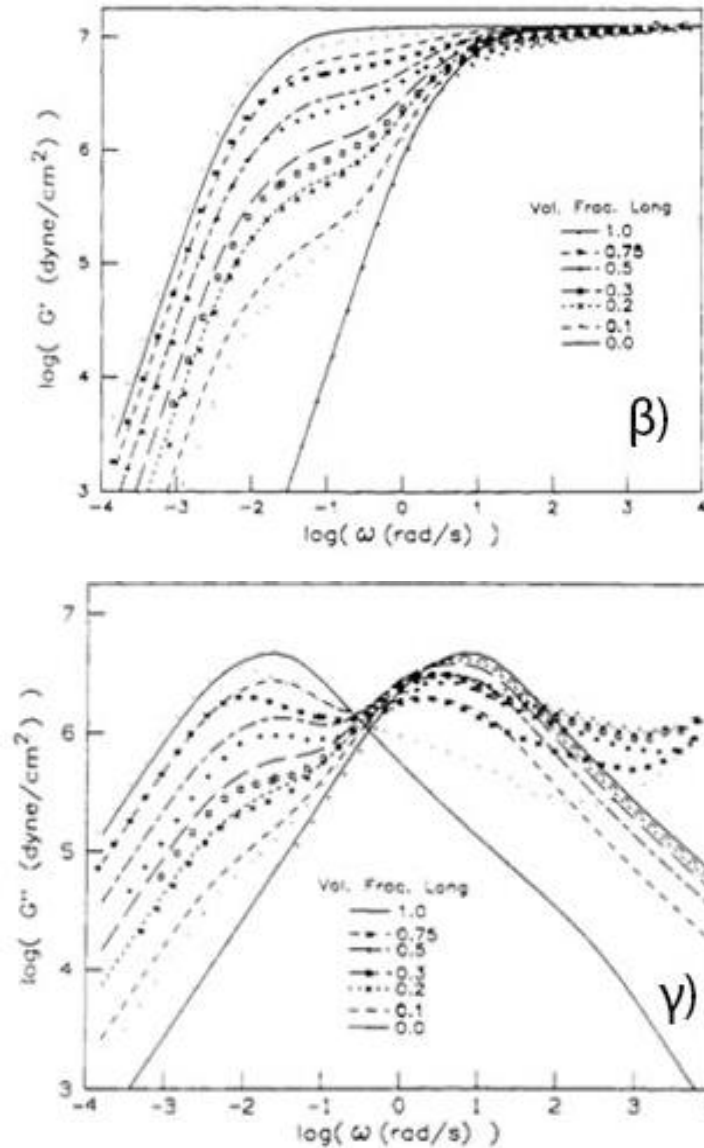 log( G' (dyne/cm²) )
7
6
5
4
3
Vol. Frac. Long
1.0
0.75
0.5
0.3
0.2
0.1
0.0
β)
-4 -3 -2 -1 0 1 2 3 4
log( ω (rad/s) )
log( G'' (dyne/cm²) )
7
6
5
4
3
Vol. Frac. Long
1.0
0.75
0.5
0.3
0.2
0.1
0.0
γ)
-4 -3 -2 -1 0 1 2 3
log( ω (rad/s) )